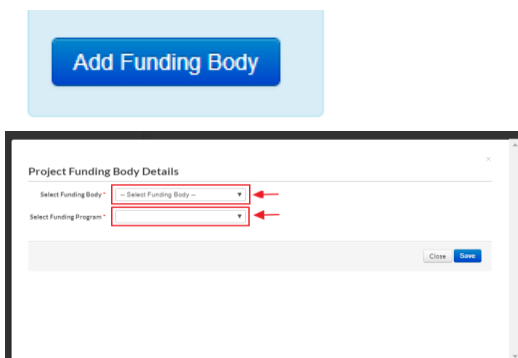 Add Funding Body
×
Project Funding Body Details
Select Funding Body * -- Select Funding Body --
Select Funding Program *
Close Save